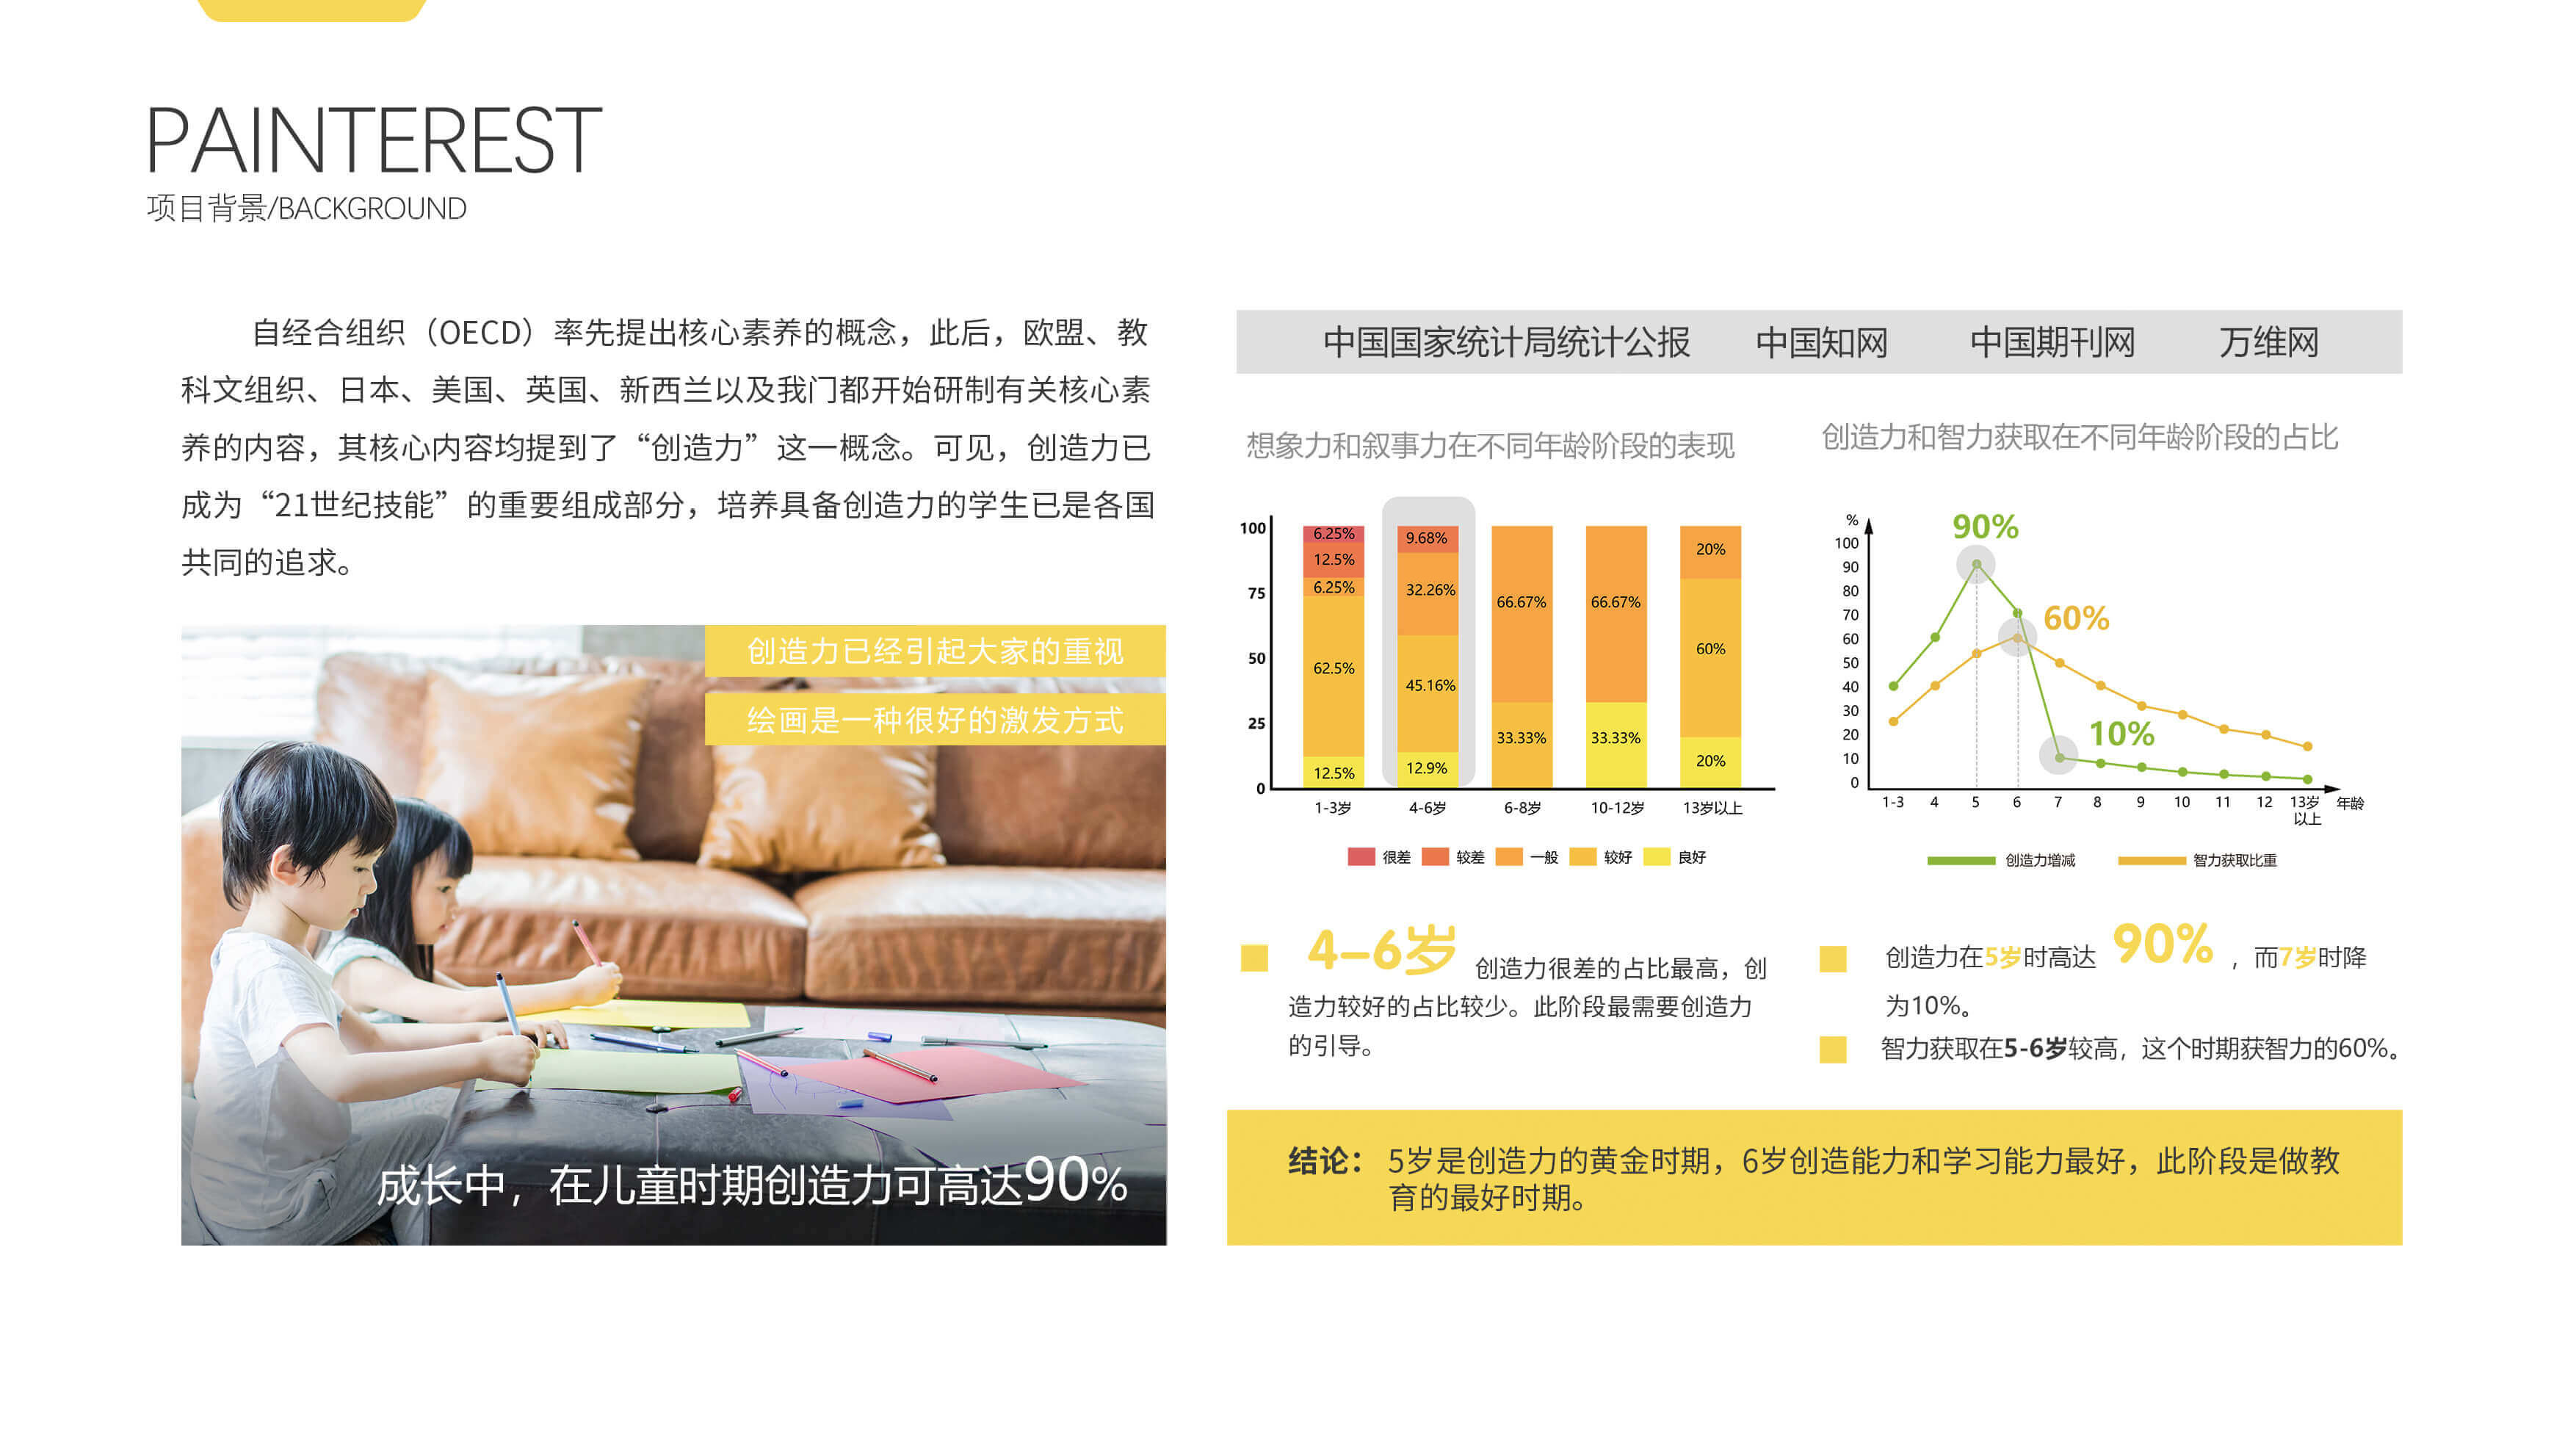 PAINTEREST
项目背景/BACKGROUND
自经合组织（OECD）率先提出核心素养的概念，此后，欧盟、教
科文组织、日本、美国、英国、新西兰以及我门都开始研制有关核心素
养的内容，其核心内容均提到了“创造力”这一概念。可见，创造力已
成为“21世纪技能”的重要组成部分，培养具备创造力的学生已是各国
共同的追求。
创造力已经引起大家的重视
绘画是一种很好的激发方式
成长中，在儿童时期创造力可高达90%
中国国家统计局统计公报 中国知网 中国期刊网 万维网
想象力和叙事力在不同年龄阶段的表现
100
75
50
25
0
6.25%
12.5%
6.25%
62.5%
12.5%
9.68%
32.26%
45.16%
12.9%
66.67%
33.33%
66.67%
33.33%
20%
60%
20%
1-3岁 4-6岁 6-8岁 10-12岁 13岁以上
很差 较差 一般 较好 良好
4-6岁 创造力很差的占比最高，创
造力较好的占比较少。此阶段最需要创造力
的引导。
创造力和智力获取在不同年龄阶段的占比
%
100
90
80
70
60
50
40
30
20
10
0
90%
60%
10%
1-3 4 5 6 7 8 9 10 11 12 13岁 年龄
以上
创造力增减 智力获取比重
创造力在5岁时高达 90% ，而7岁时降
为10%。
智力获取在5-6岁较高，这个时期获智力的60%。
结论： 5岁是创造力的黄金时期，6岁创造能力和学习能力最好，此阶段是做教
育的最好时期。